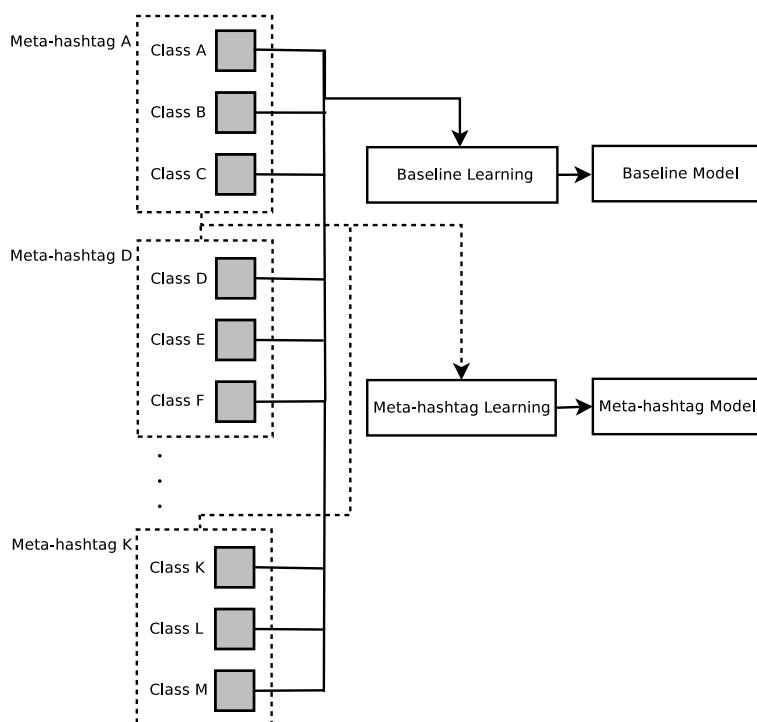 Meta-hashtag A
Class A
Class B
Class C
Baseline Learning
Baseline Model
Meta-hashtag D
Class D
Class E
Class F
Meta-hashtag Learning
Meta-hashtag Model
.
.
.
Meta-hashtag K
Class K
Class L
Class M